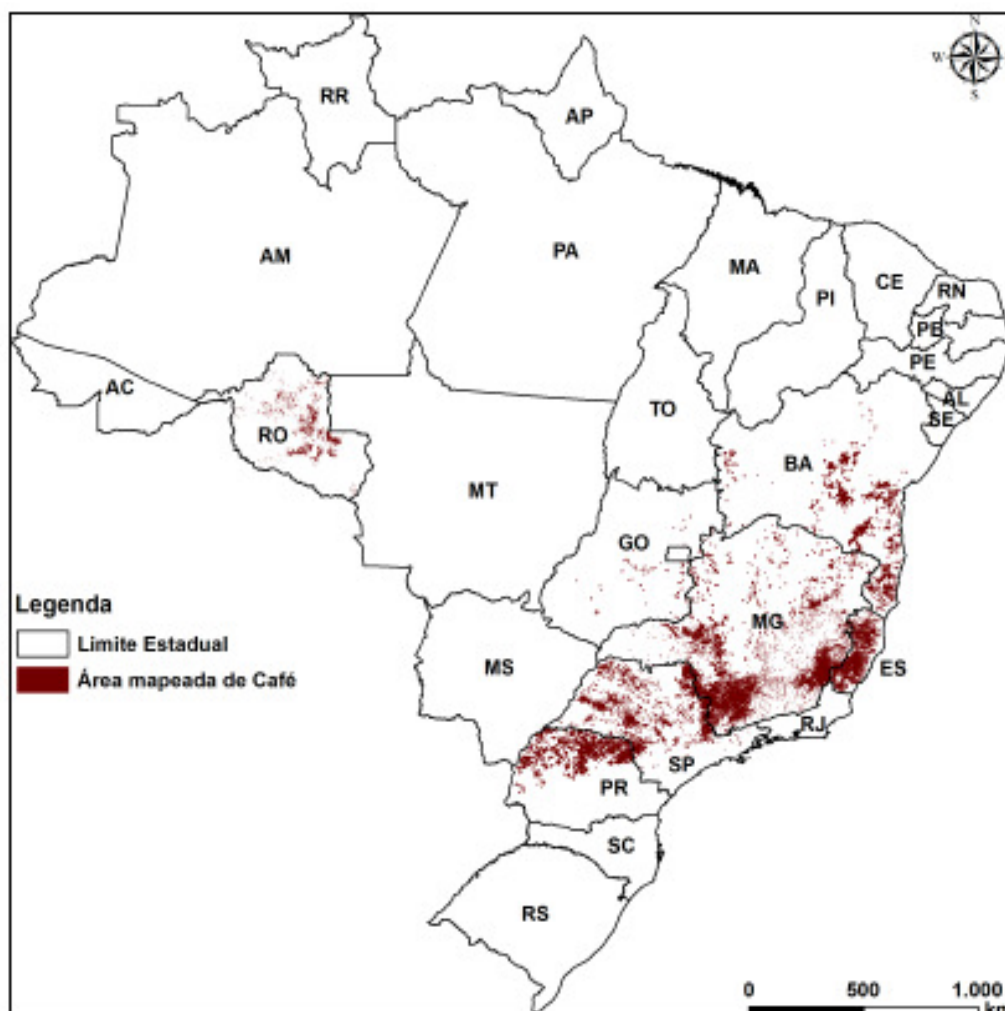 N
W
E
S
RR
AP
AM
PA
MA
CE
RN
PI
PB
PE
AC
TO
AL
SE
RO
BA
MT
GO
Legenda
Limite Estadual
MG
MS
ES
Área mapeada de Café
RJ
SP
PR
SC
RS
0 500 1.000
km